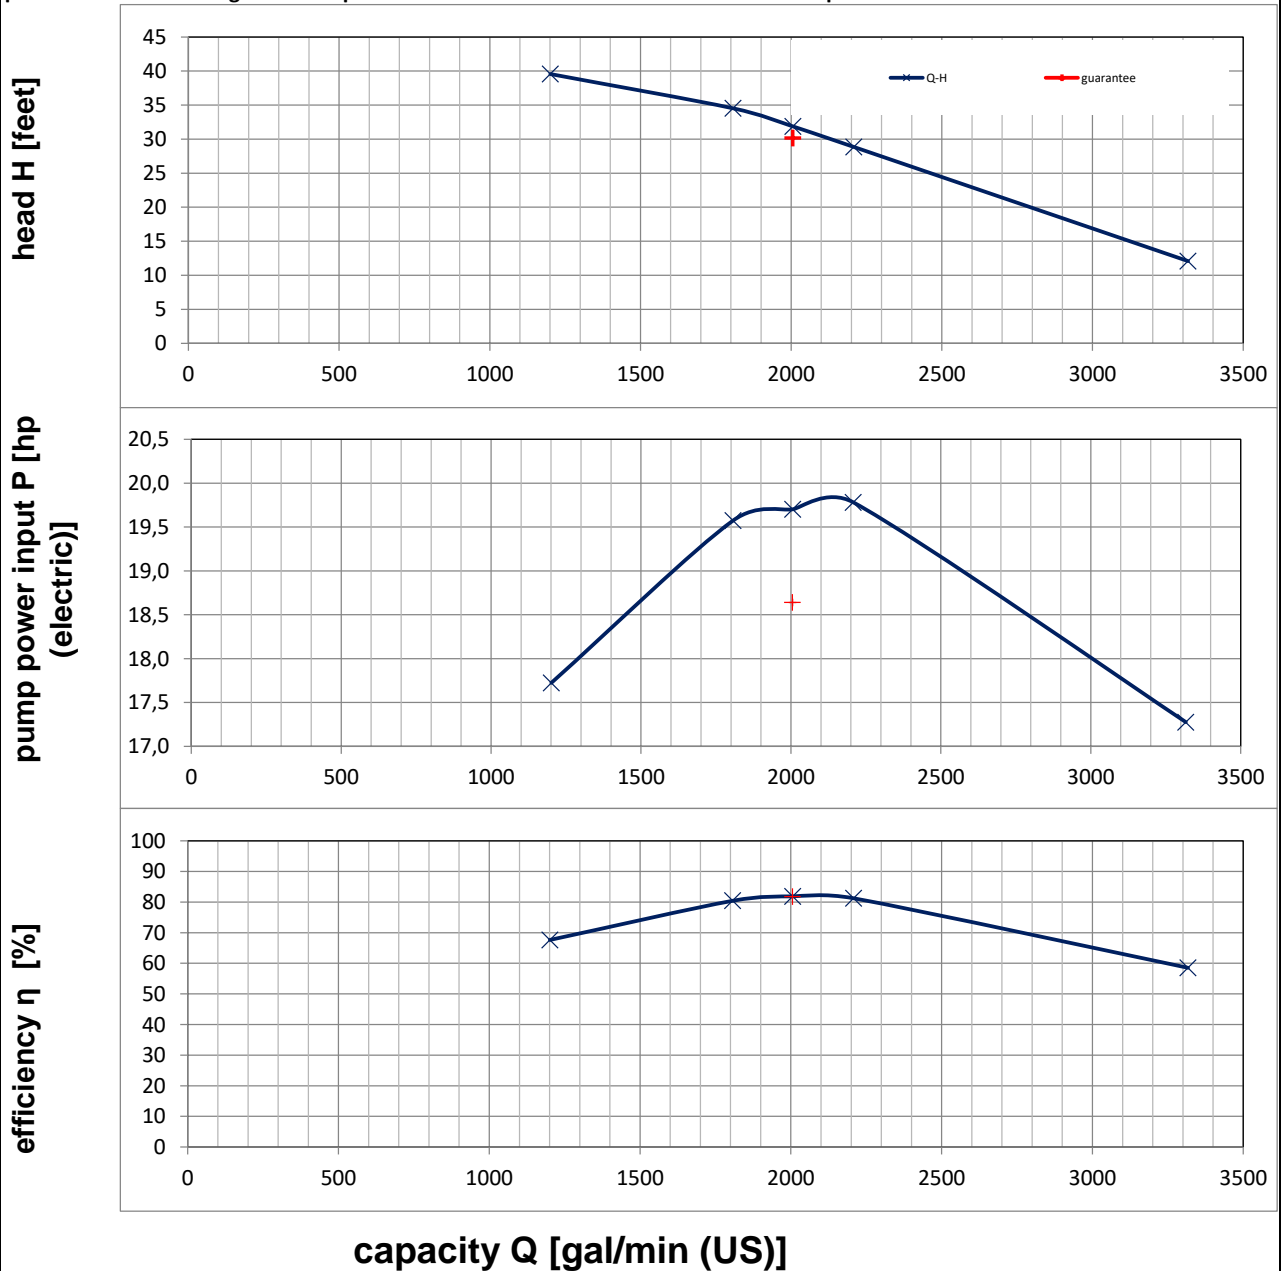 head H [feet]
45
40
35
30
25
20
15
10
5
0
Q-H
guarantee
0 500 1000 1500 2000 2500 3000 3500
pump power input P [hp
(electric)]
20,5
20,0
19,5
19,0
18,5
18,0
17,5
17,0
0 500 1000 1500 2000 2500 3000 3500
efficiency η [%]
100
90
80
70
60
50
40
30
20
10
0
0 500 1000 1500 2000 2500 3000 3500
capacity Q [gal/min (US)]